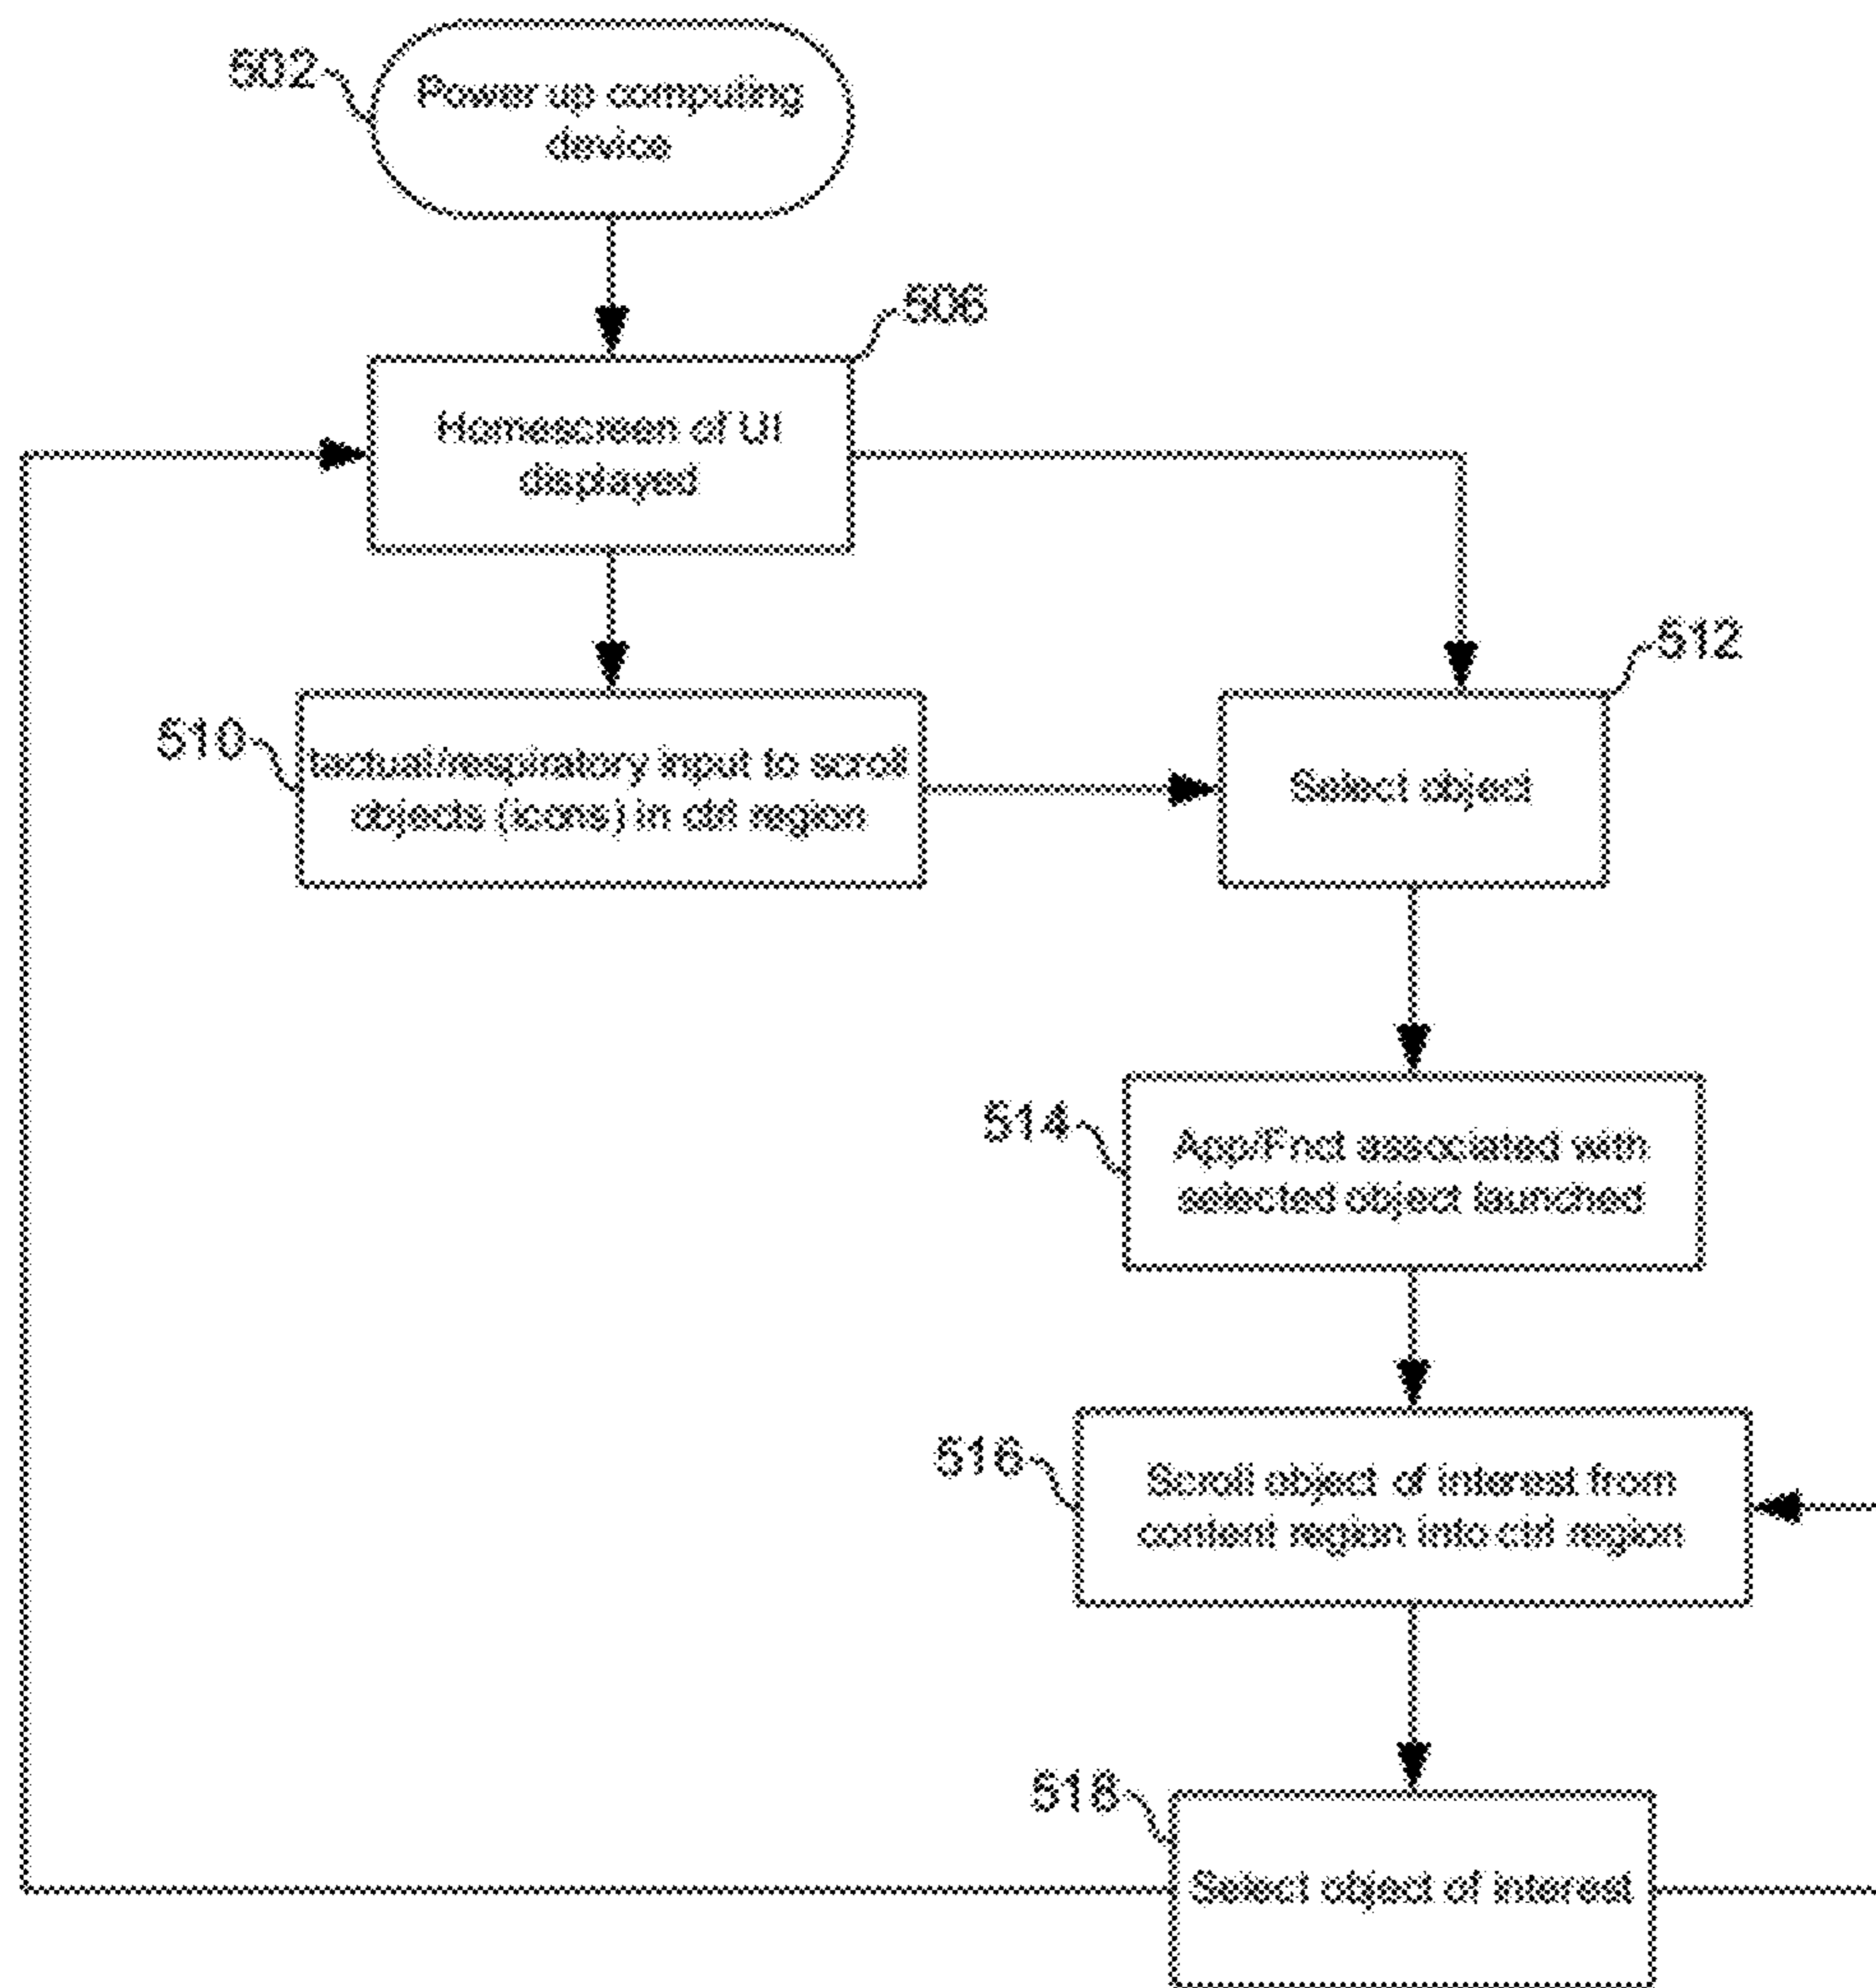 502
Power up computing
device
506
Homescreen of UI
displayed
512
510
tactual/respiratory input to scroll
objects (icons) in ctrl region
Select object
514
App/Fnct associated with
selected object launched
516
Scroll object of interest from
content region into ctrl region
518
Select object of interest